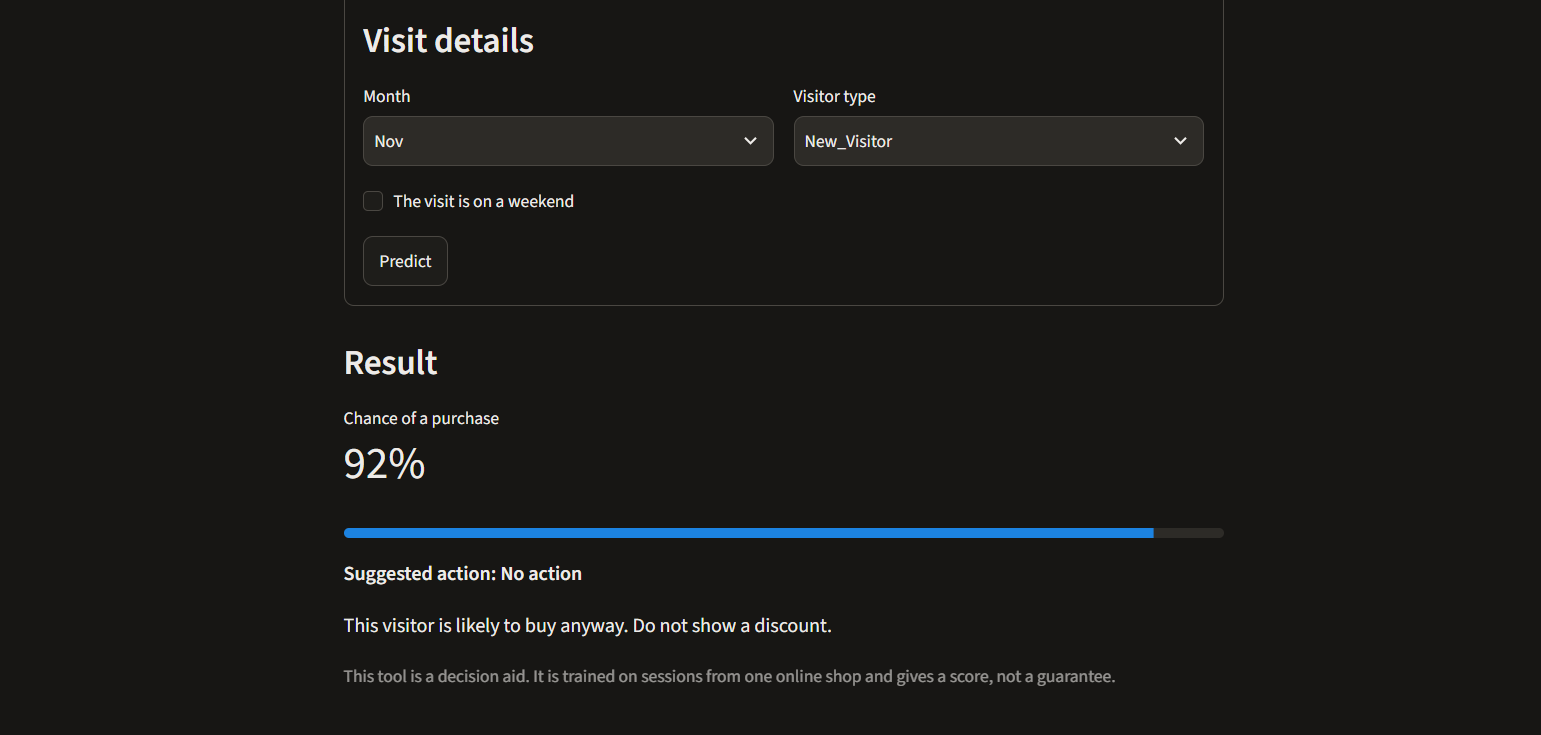 Visit details
Month
Visitor type
Nov
New_Visitor
The visit is on a weekend
Predict
Result
Chance of a purchase
92%
Suggested action: No action
This visitor is likely to buy anyway. Do not show a discount.
This tool is a decision aid. It is trained on sessions from one online shop and gives a score, not a guarantee.